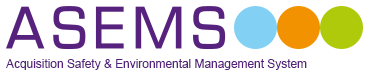 ASEMS
Acquisition Safety & Environmental Management System